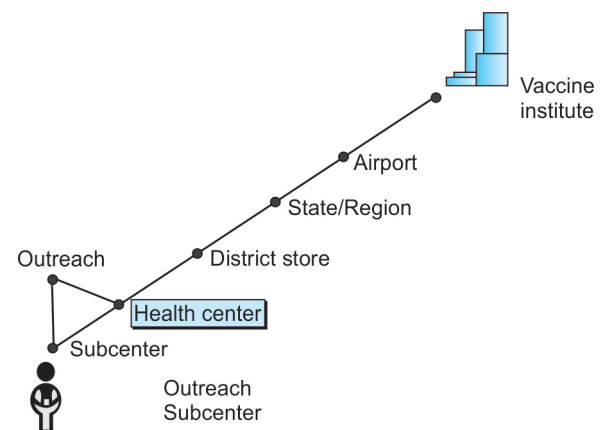 Vaccine
institute
Airport
State/Region
District store
Outreach
Health center
Subcenter
Outreach
Subcenter